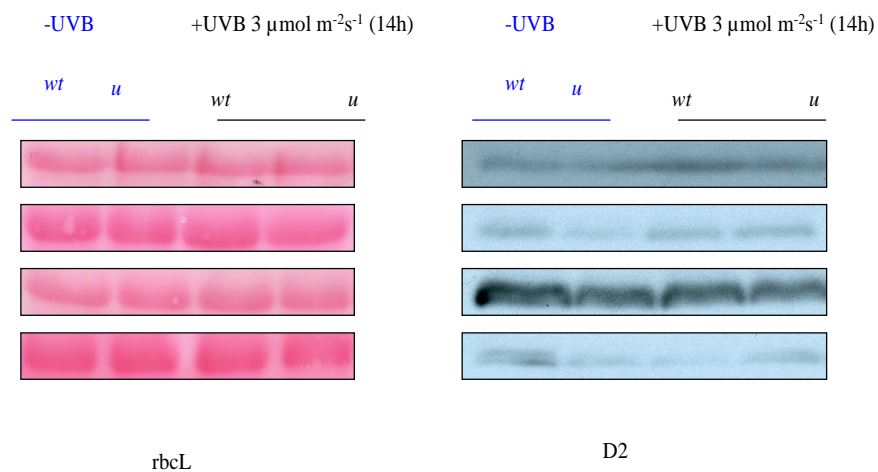 -UVB +UVB 3 µmol m⁻²s⁻¹ (14h) -UVB +UVB 3 µmol m⁻²s⁻¹ (14h)
wt u wt u wt u wt u
rbcL D2